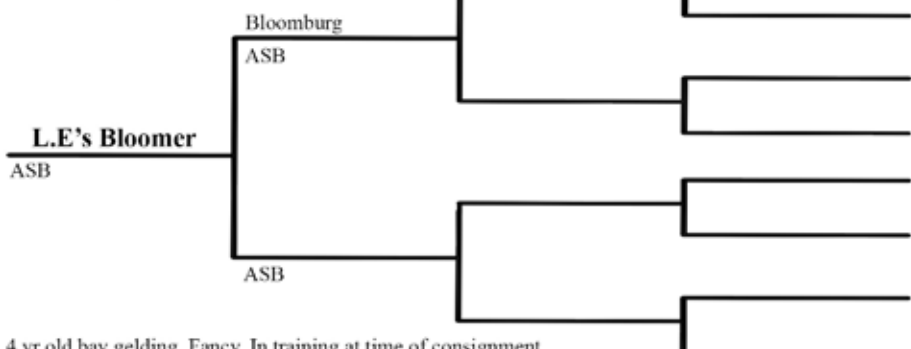 Bloomburg
ASB
L.E’s Bloomer
ASB
ASB
4 yr old bay gelding. Fancy. In training at time of consignment.